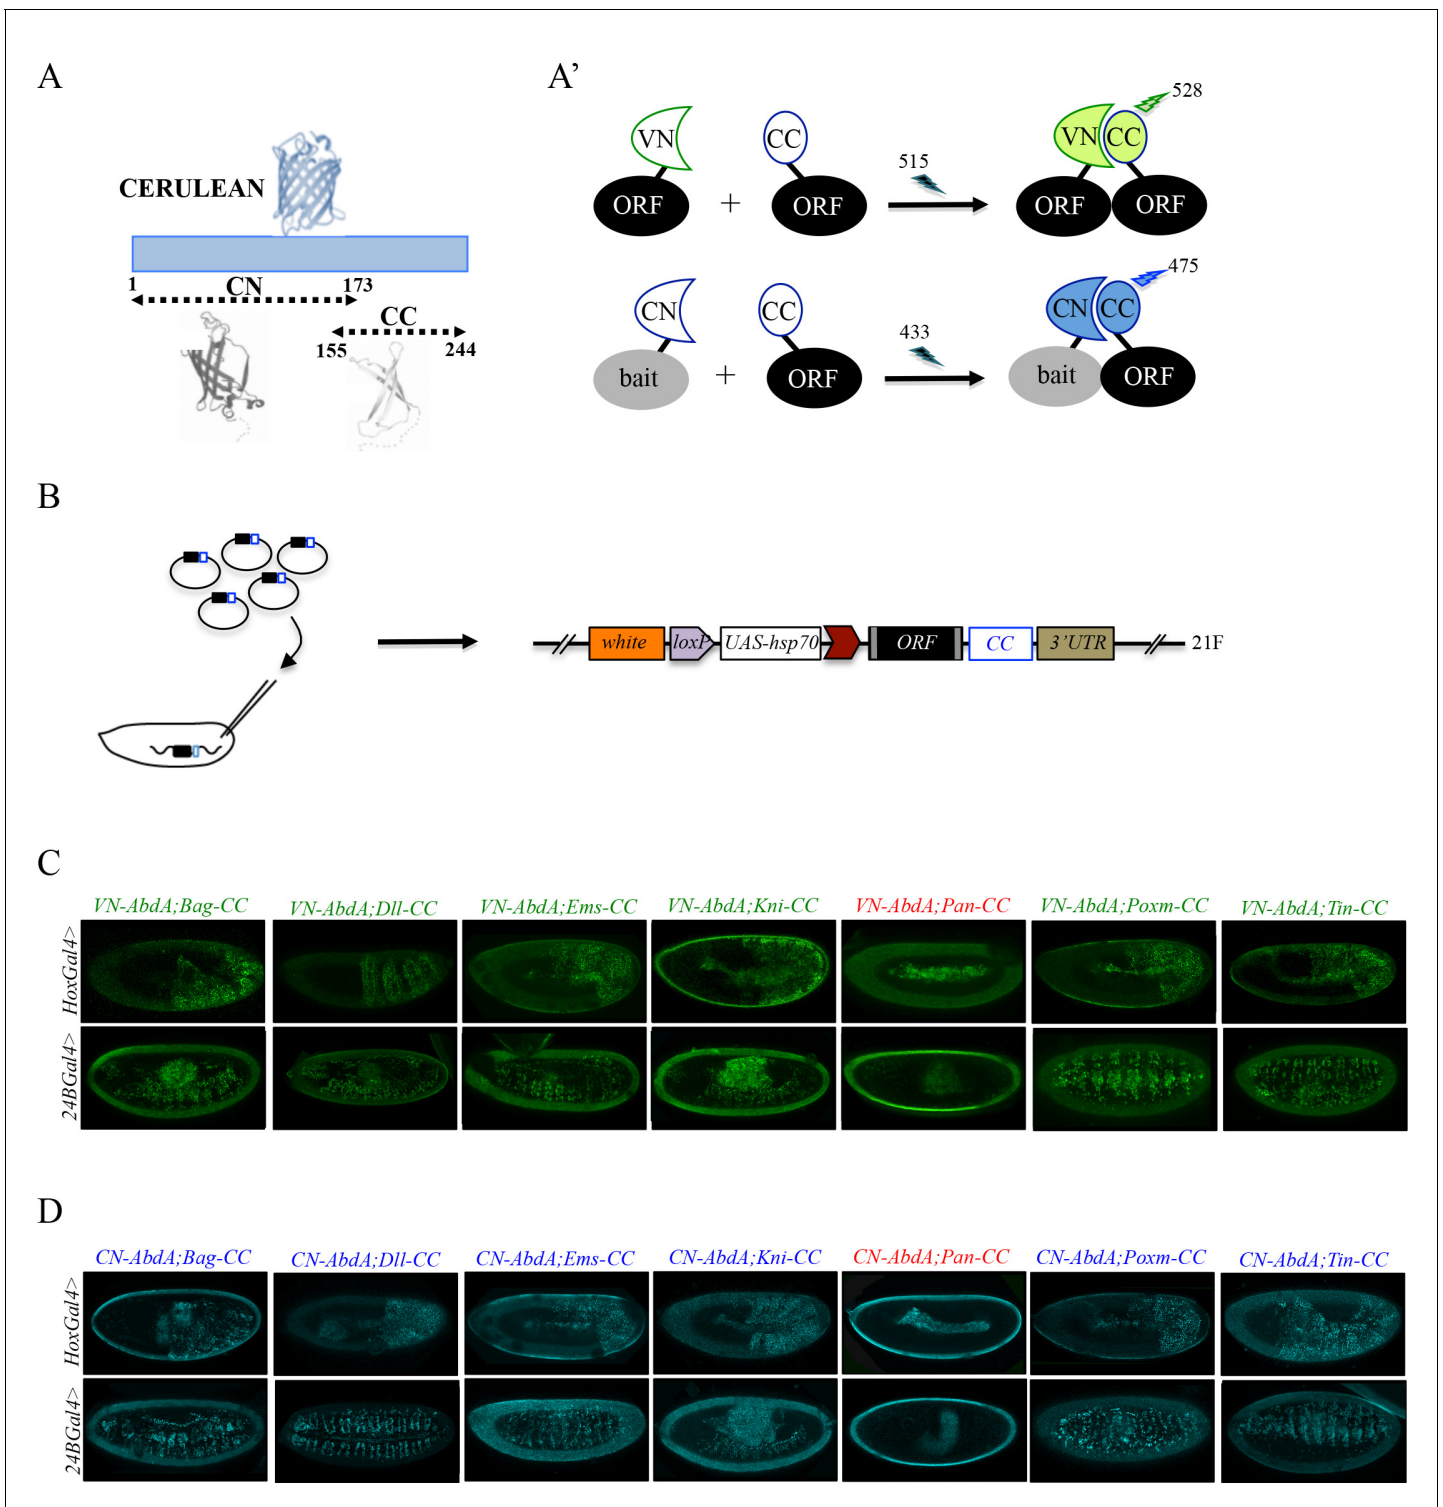 A
A’
CERULEAN
1
CN
173
CC
155
244
VN
CC
ORF
+
ORF
515
VN
CC
528
ORF
ORF
CN
CC
bait
+
ORF
433
CN
CC
475
bait
ORF
B
white
loxP
UAS-hsp70
ORF
CC
3’UTR
21F
C
VN-AbdA;Bag-CC
VN-AbdA;Dll-CC
VN-AbdA;Ems-CC
VN-AbdA;Kni-CC
VN-AbdA;Pan-CC
VN-AbdA;Poxm-CC
VN-AbdA;Tin-CC
HoxGal4>
24BGal4>
D
CN-AbdA;Bag-CC
CN-AbdA;Dll-CC
CN-AbdA;Ems-CC
CN-AbdA;Kni-CC
CN-AbdA;Pan-CC
CN-AbdA;Poxm-CC
CN-AbdA;Tin-CC
HoxGal4>
24BGal4>